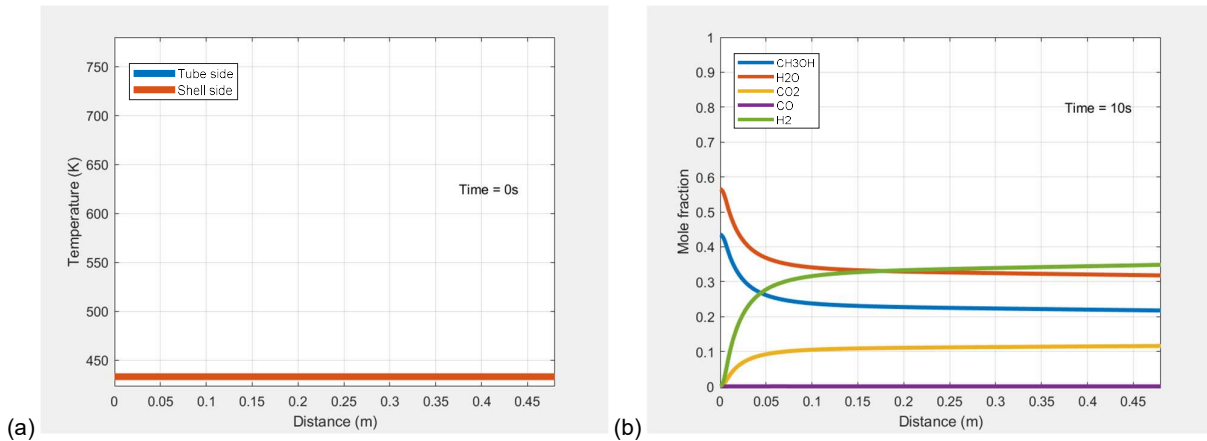 750
700
650
600
550
500
450
Temperature (K)
Tube side
Shell side
Time = 0s
0 0.05 0.1 0.15 0.2 0.25 0.3 0.35 0.4 0.45
Distance (m)
(a)
1
0.9
0.8
0.7
0.6
0.5
0.4
0.3
0.2
0.1
0
Mole fraction
CH3OH
H2O
CO2
CO
H2
Time = 10s
0 0.05 0.1 0.15 0.2 0.25 0.3 0.35 0.4 0.45
Distance (m)
(b)